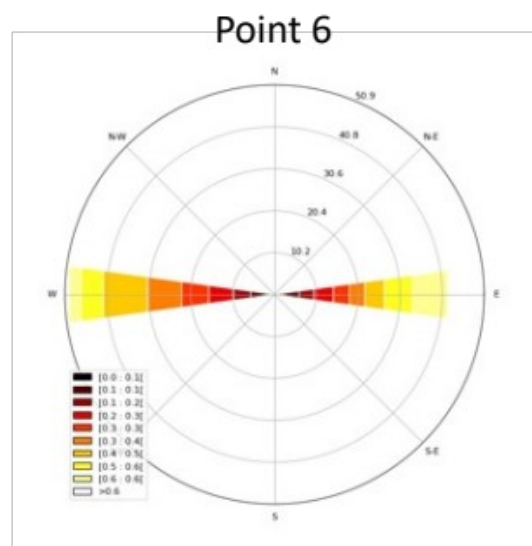 Point 6
N
50.9
N-W
40.8
N-E
30.6
20.4
10.2
W
E
[0.0 : 0.1[
[0.1 : 0.1[
[0.1 : 0.2[
[0.2 : 0.3[
[0.3 : 0.3[
[0.3 : 0.4[
[0.4 : 0.5[
[0.5 : 0.6[
[0.6 : 0.6[
>0.6
S-E
S